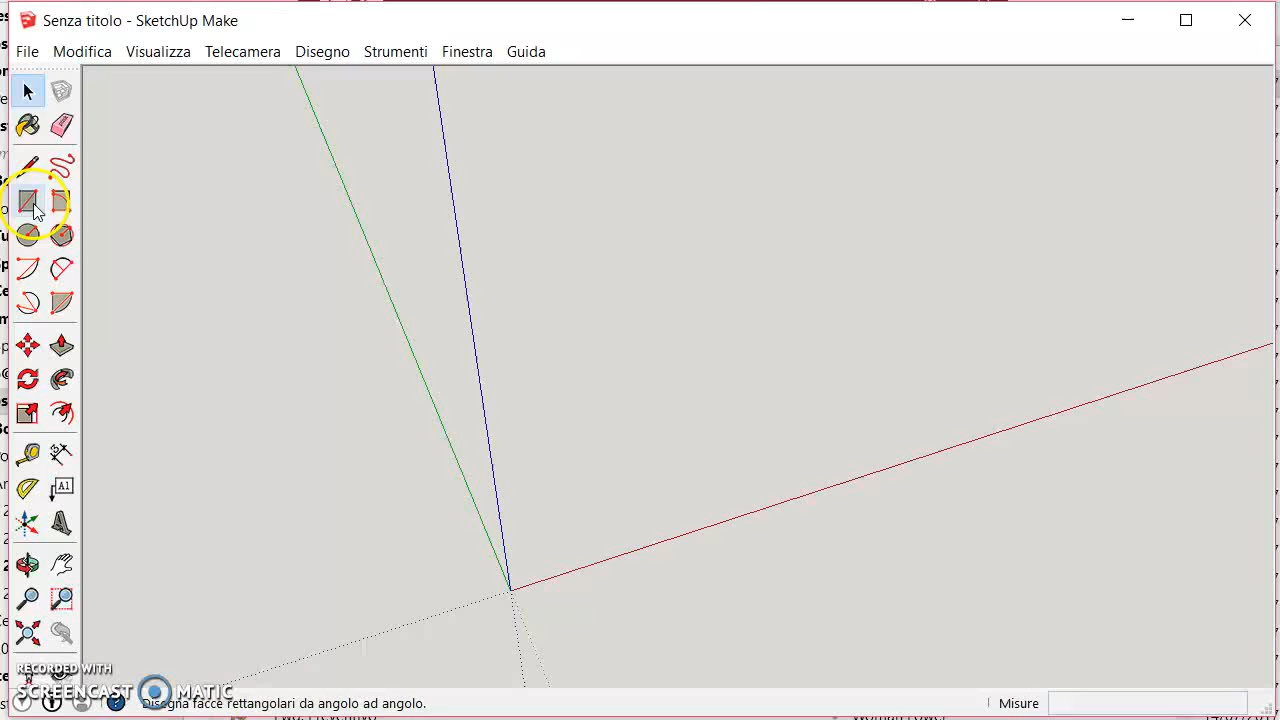 Senza titolo - SketchUp Make
File Modifica Visualizza Telecamera Disegno Strumenti Finestra Guida
A1
RECORDED WITH
SCREENCAST MATIC
Disegna facce rettangolari da angolo ad angolo.
Misure